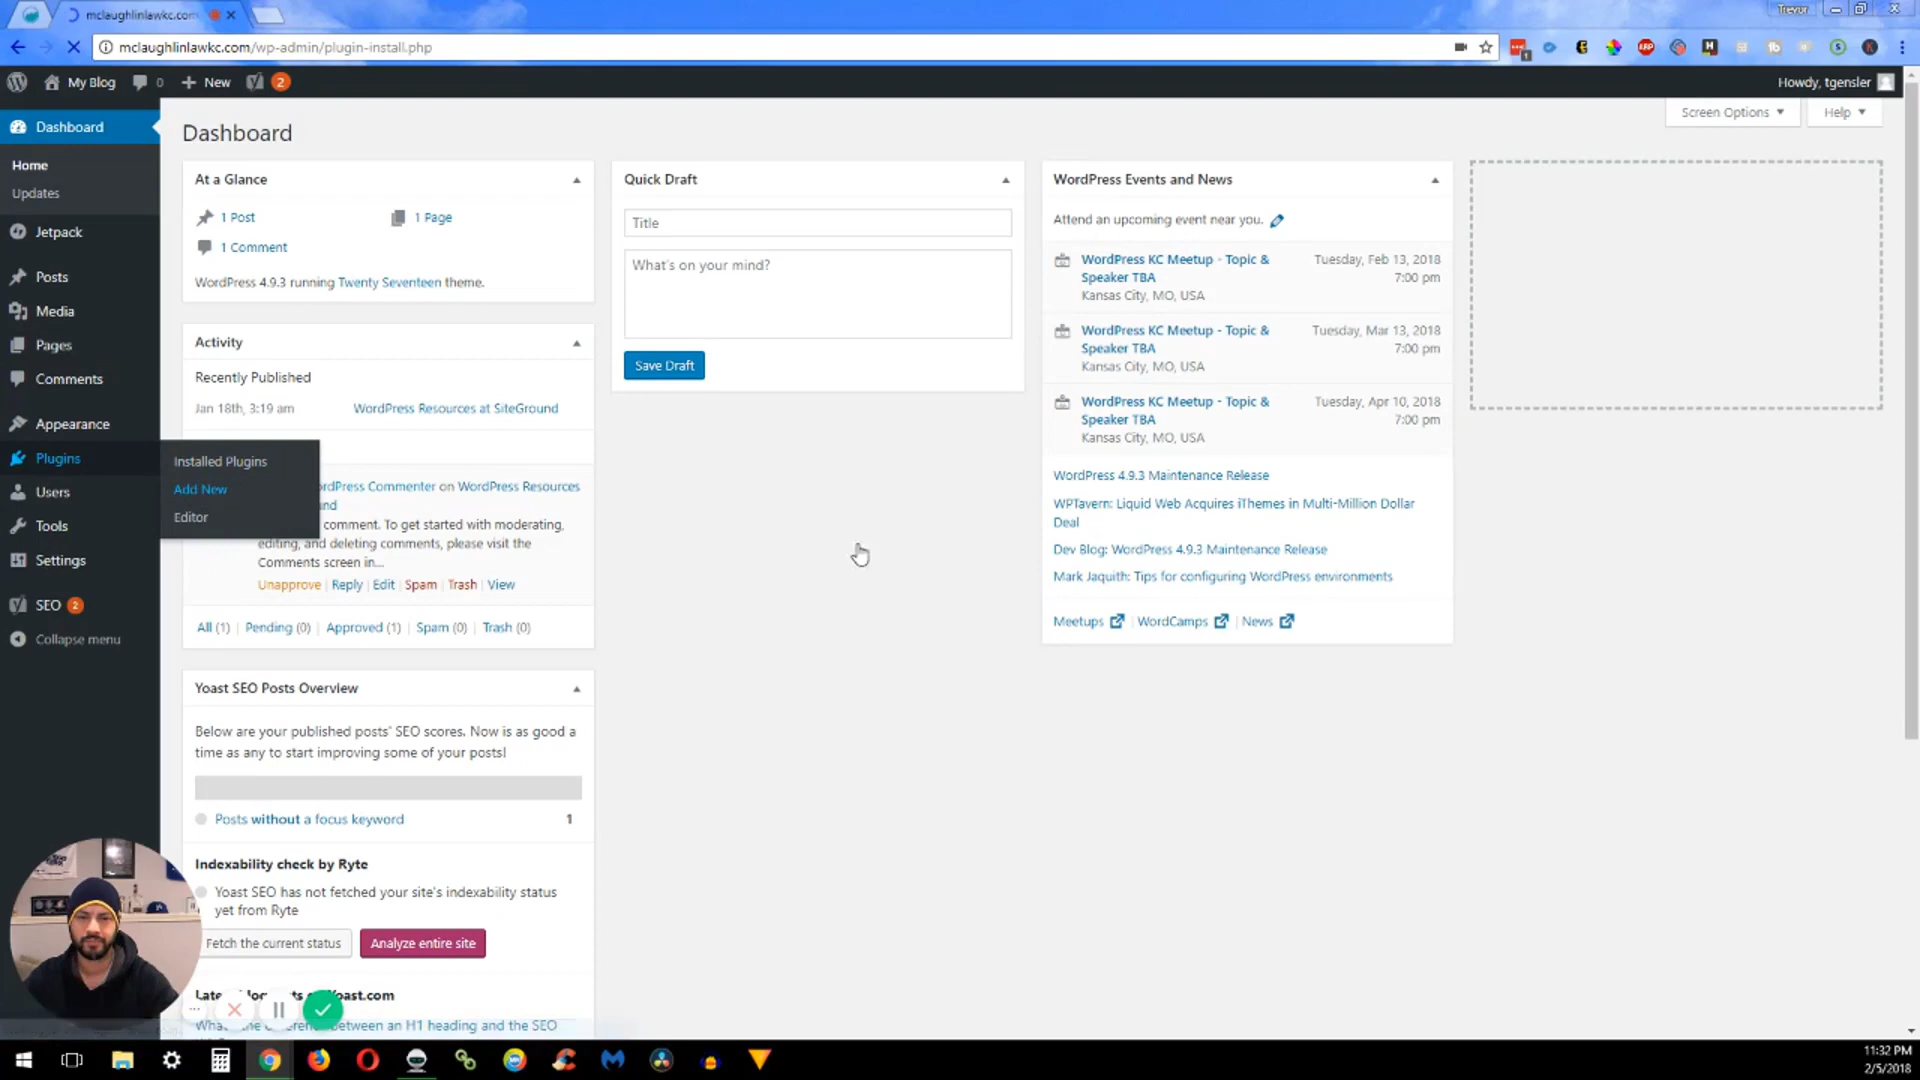 mclaughlinlawkc.com
Trevor
mclaughlinlawkc.com/wp-admin/plugin-install.php
My Blog 0 New 2
Howdy, tgensler
Screen Options Help
Dashboard
Home
Updates
Jetpack
Posts
Media
Pages
Comments
Appearance
Plugins
Installed Plugins
Add New
Editor
Users
Tools
Settings
SEO 2
Collapse menu
Dashboard
At a Glance
1 Post 1 Page
1 Comment
WordPress 4.9.3 running Twenty Seventeen theme.
Activity
Recently Published
Jan 18th, 3:19 am WordPress Resources at SiteGround
rdPress Commenter on WordPress Resources
nd
comment. To get started with moderating,
editing, and deleting comments, please visit the
Comments screen in…
Unapprove | Reply | Edit | Spam | Trash | View
All (1) | Pending (0) | Approved (1) | Spam (0) | Trash (0)
Yoast SEO Posts Overview
Below are your published posts' SEO scores. Now is as good a
time as any to start improving some of your posts!
Posts without a focus keyword 1
Indexability check by Ryte
Yoast SEO has not fetched your site's indexability status
yet from Ryte
Fetch the current status Analyze entire site
oast.com
between an H1 heading and the SEO
Quick Draft
Title
What's on your mind?
Save Draft
WordPress Events and News
Attend an upcoming event near you.
WordPress KC Meetup - Topic &
Speaker TBA
Kansas City, MO, USA
Tuesday, Feb 13, 2018
7:00 pm
WordPress KC Meetup - Topic &
Speaker TBA
Kansas City, MO, USA
Tuesday, Mar 13, 2018
7:00 pm
WordPress KC Meetup - Topic &
Speaker TBA
Kansas City, MO, USA
Tuesday, Apr 10, 2018
7:00 pm
WordPress 4.9.3 Maintenance Release
WPTavern: Liquid Web Acquires iThemes in Multi-Million Dollar
Deal
Dev Blog: WordPress 4.9.3 Maintenance Release
Mark Jaquith: Tips for configuring WordPress environments
Meetups | WordCamps | News
11:32 PM
2/5/2018